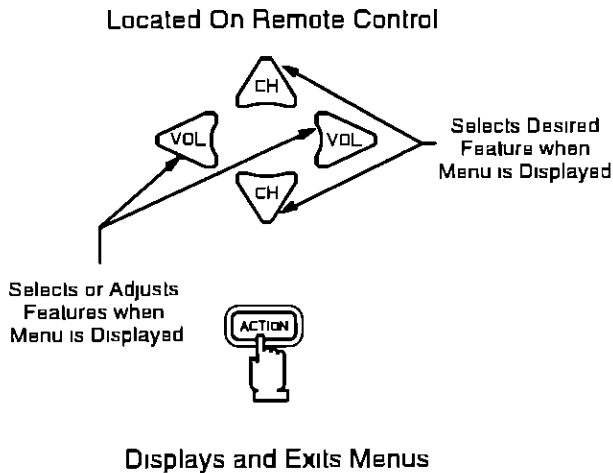 Located On Remote Control
CH
VOL
VOL
CH
Selects Desired
Feature when
Menu is Displayed
Selects or Adjusts
Features when
Menu is Displayed
ACTION
Displays and Exits Menus